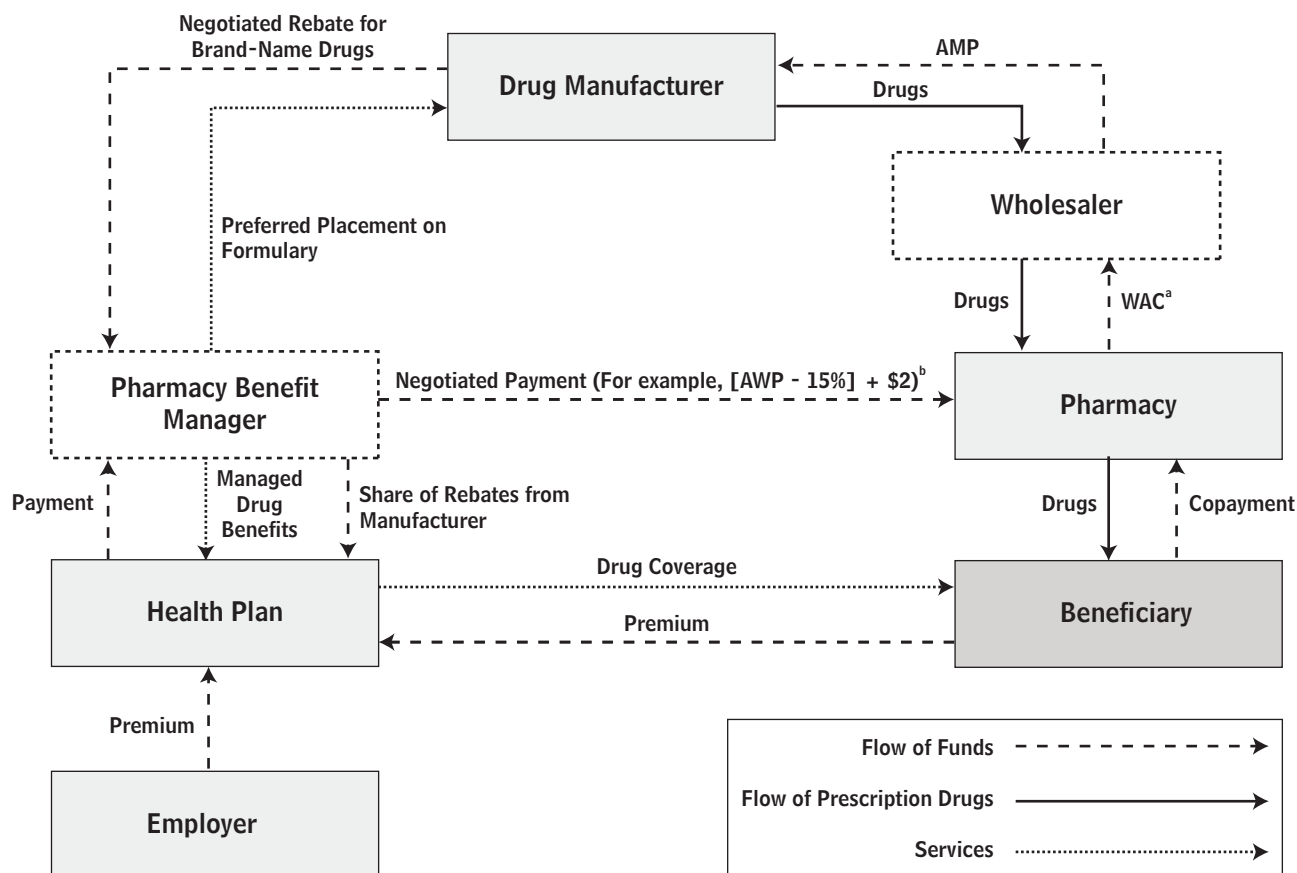 Negotiated Rebate for
Brand-Name Drugs
Drug Manufacturer
AMP
Drugs
Wholesaler
Preferred Placement on
Formulary
Drugs
WACª
Pharmacy Benefit
Manager
Negotiated Payment (For example, [AWP - 15%] + $2)ᵇ
Pharmacy
Payment
Managed
Drug
Benefits
Share of Rebates from
Manufacturer
Drugs
Copayment
Health Plan
Drug Coverage
Premium
Beneficiary
Premium
Employer
Flow of Funds
Flow of Prescription Drugs
Services